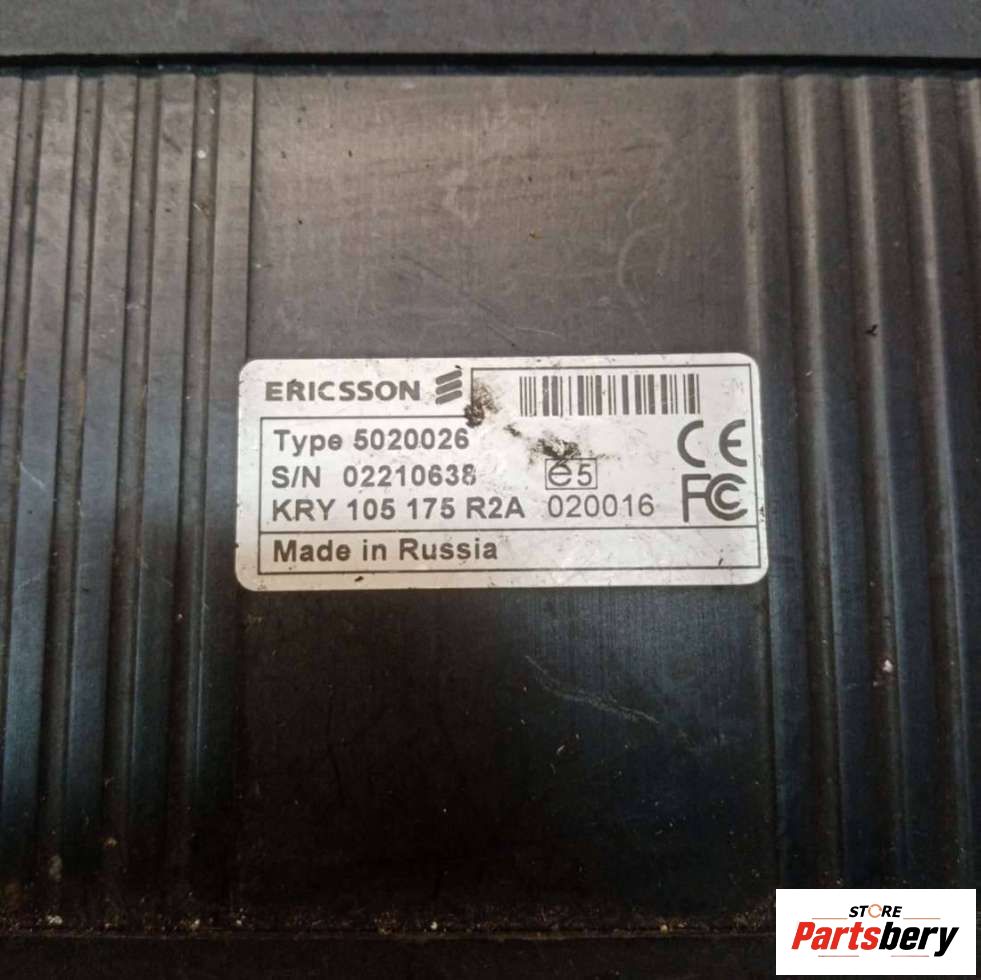 ERICSSON
Type 5020026
S/N 02210638
e5
KRY 105 175 R2A 020016
CE
FC
Made in Russia
STORE
Partsbery